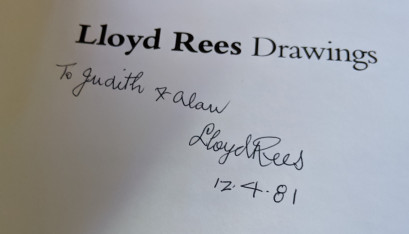 Lloyd Rees Drawings
To Judith & Alan
Lloyd Rees
12.4.81